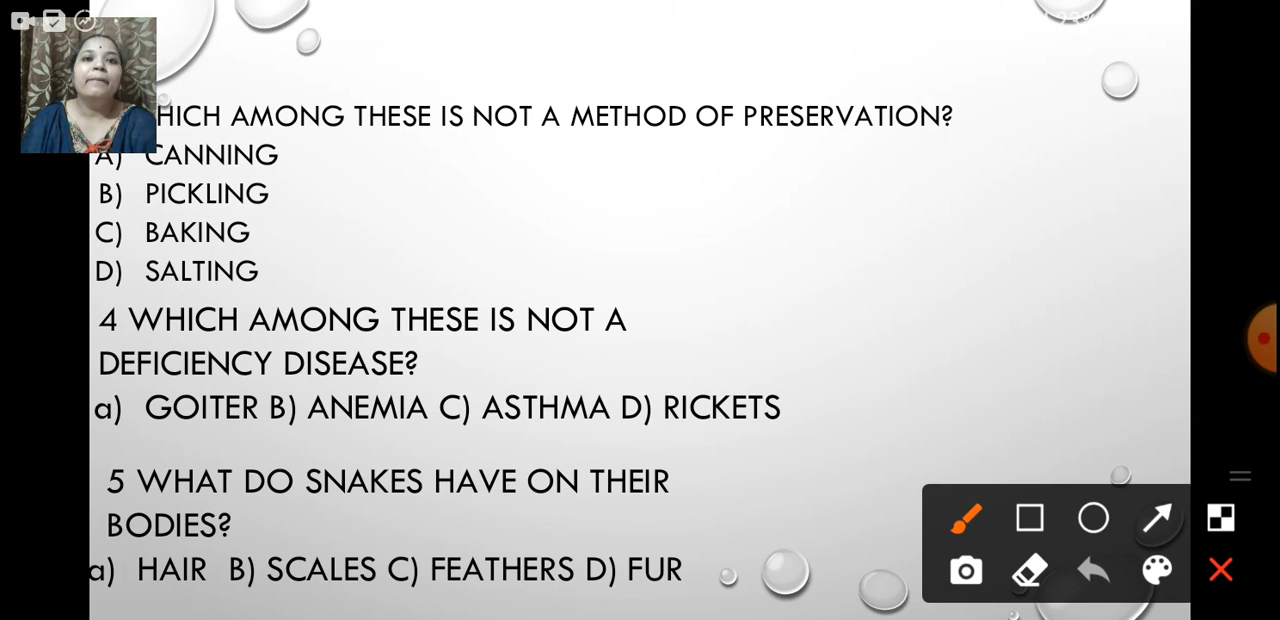 HICH AMONG THESE IS NOT A METHOD OF PRESERVATION?
A) CANNING
B) PICKLING
C) BAKING
D) SALTING
4 WHICH AMONG THESE IS NOT A
DEFICIENCY DISEASE?
a) GOITER B) ANEMIA C) ASTHMA D) RICKETS
5 WHAT DO SNAKES HAVE ON THEIR
BODIES?
a) HAIR B) SCALES C) FEATHERS D) FUR